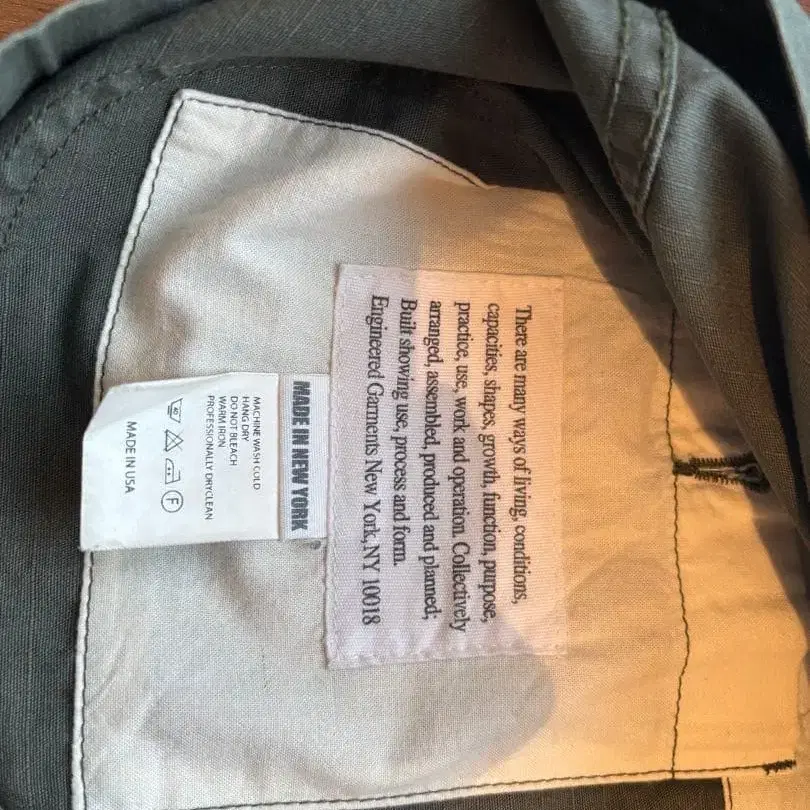 There are many ways of living, conditions,
capacities, shapes, growth, function, purpose,
practice, use, work and operation. Collectively
arranged, assembled, produced and planned;
Built showing use, process and form.
Engineered Garments New York, NY 10018
MADE IN NEW YORK
MACHINE WASH COLD
HANG DRY
DO NOT BLEACH
WARM IRON
PROFESSIONALLY DRYCLEAN
40 F
MADE IN USA